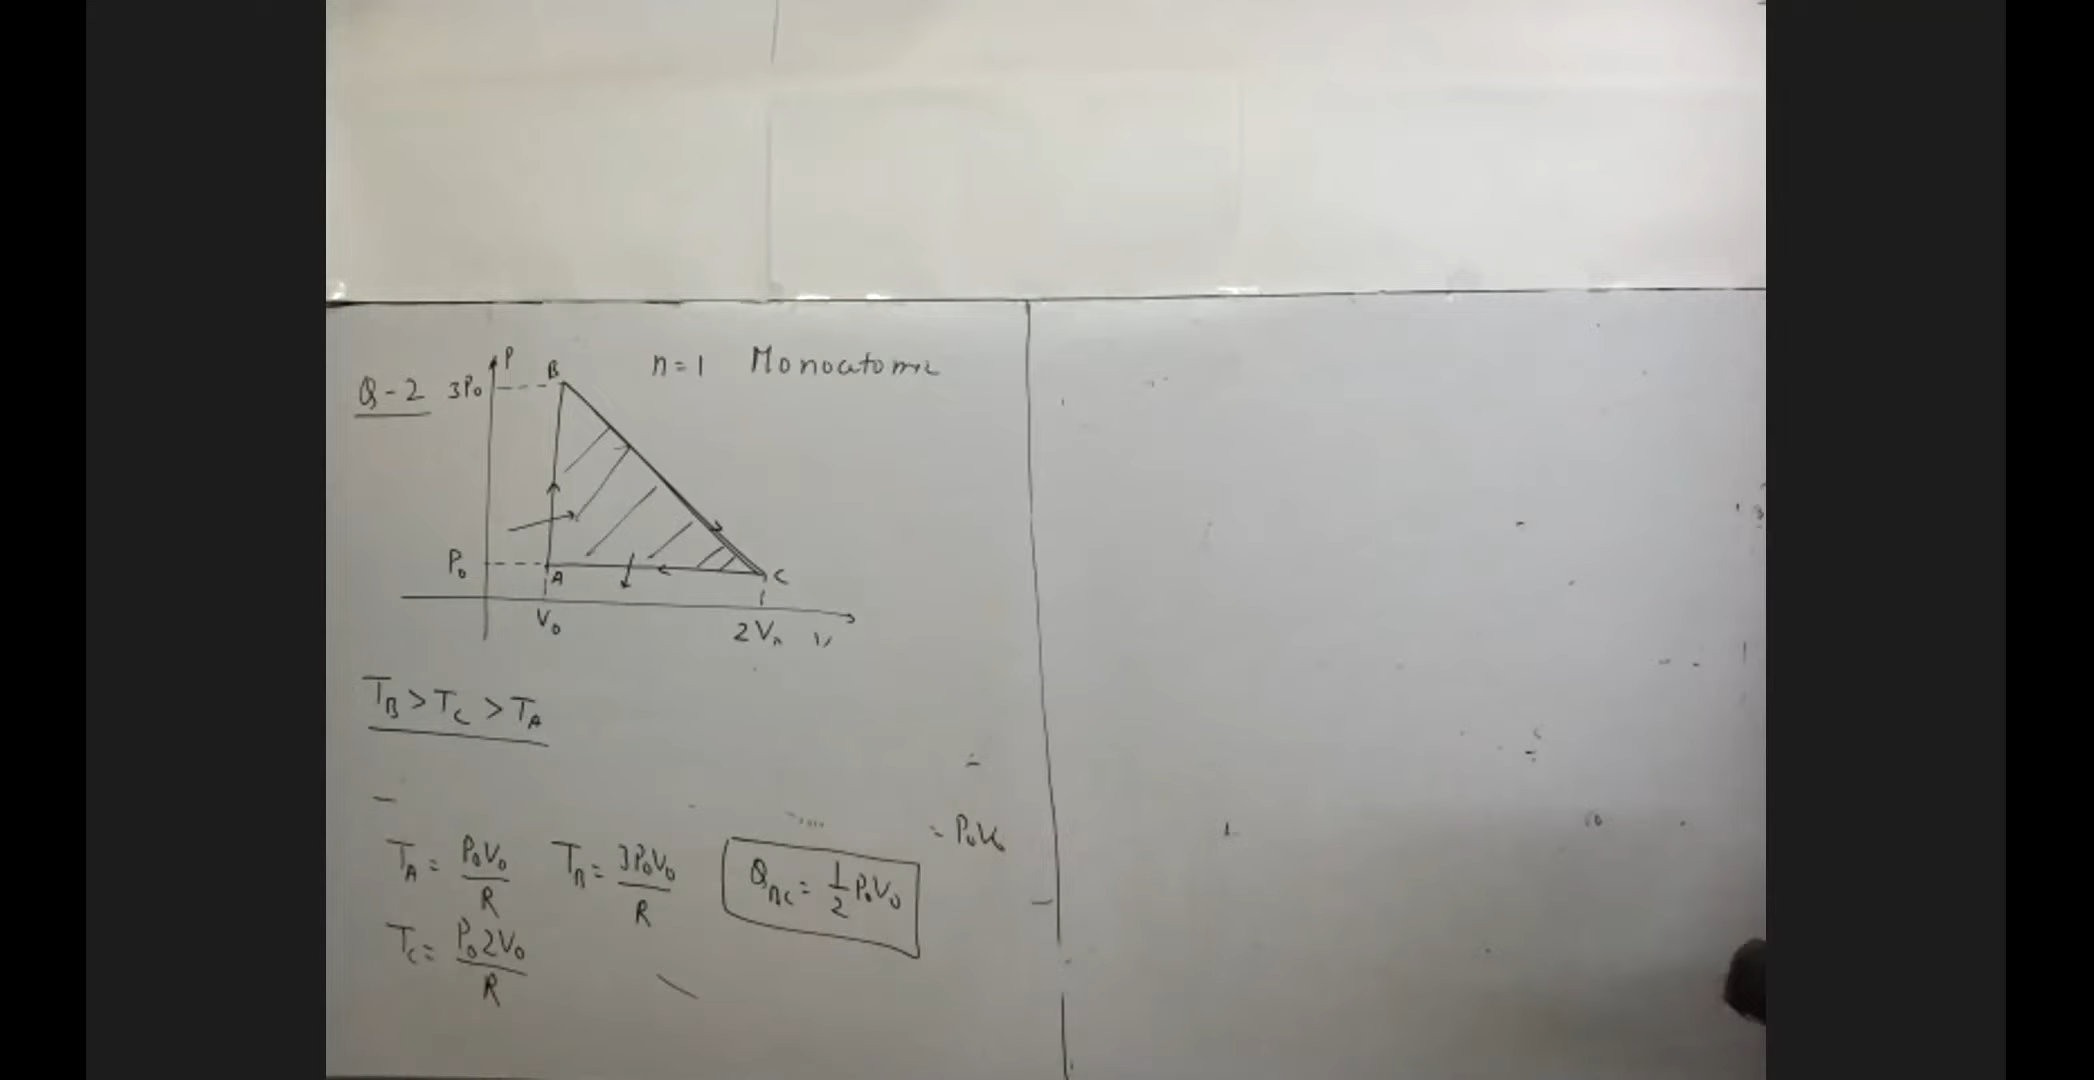 Q-2
P
B
3P₀
n=1 Monoatomic
P₀
A
C
V₀
2V₀
V
T_B > T_C > T_A
T_A = P₀V₀/R
T_B = 3P₀V₀/R
Q_BC = 1/2 P₀V₀
= P₀V₀
T_C = P₀2V₀/R